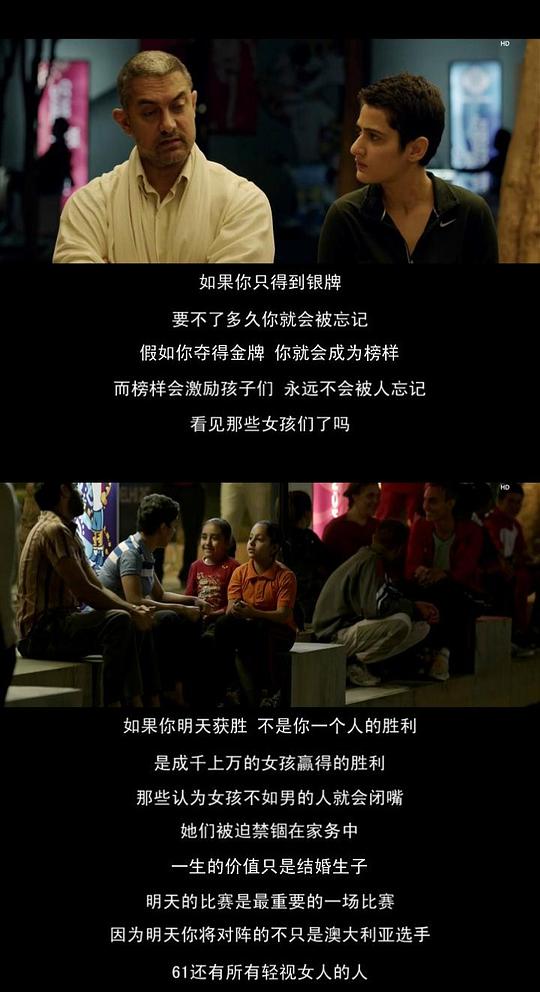 HD
如果你只得到银牌
要不了多久你就会被忘记
假如你夺得金牌 你就会成为榜样
而榜样会激励孩子们 永远不会被人忘记
看见那些女孩们了吗
HD
如果你明天获胜 不是你一个人的胜利
是成千上万的女孩赢得的胜利
那些认为女孩不如男的人就会闭嘴
她们被迫禁锢在家务中
一生的价值只是结婚生子
明天的比赛是最重要的一场比赛
因为明天你将对阵的不只是澳大利亚选手
61还有所有轻视女人的人